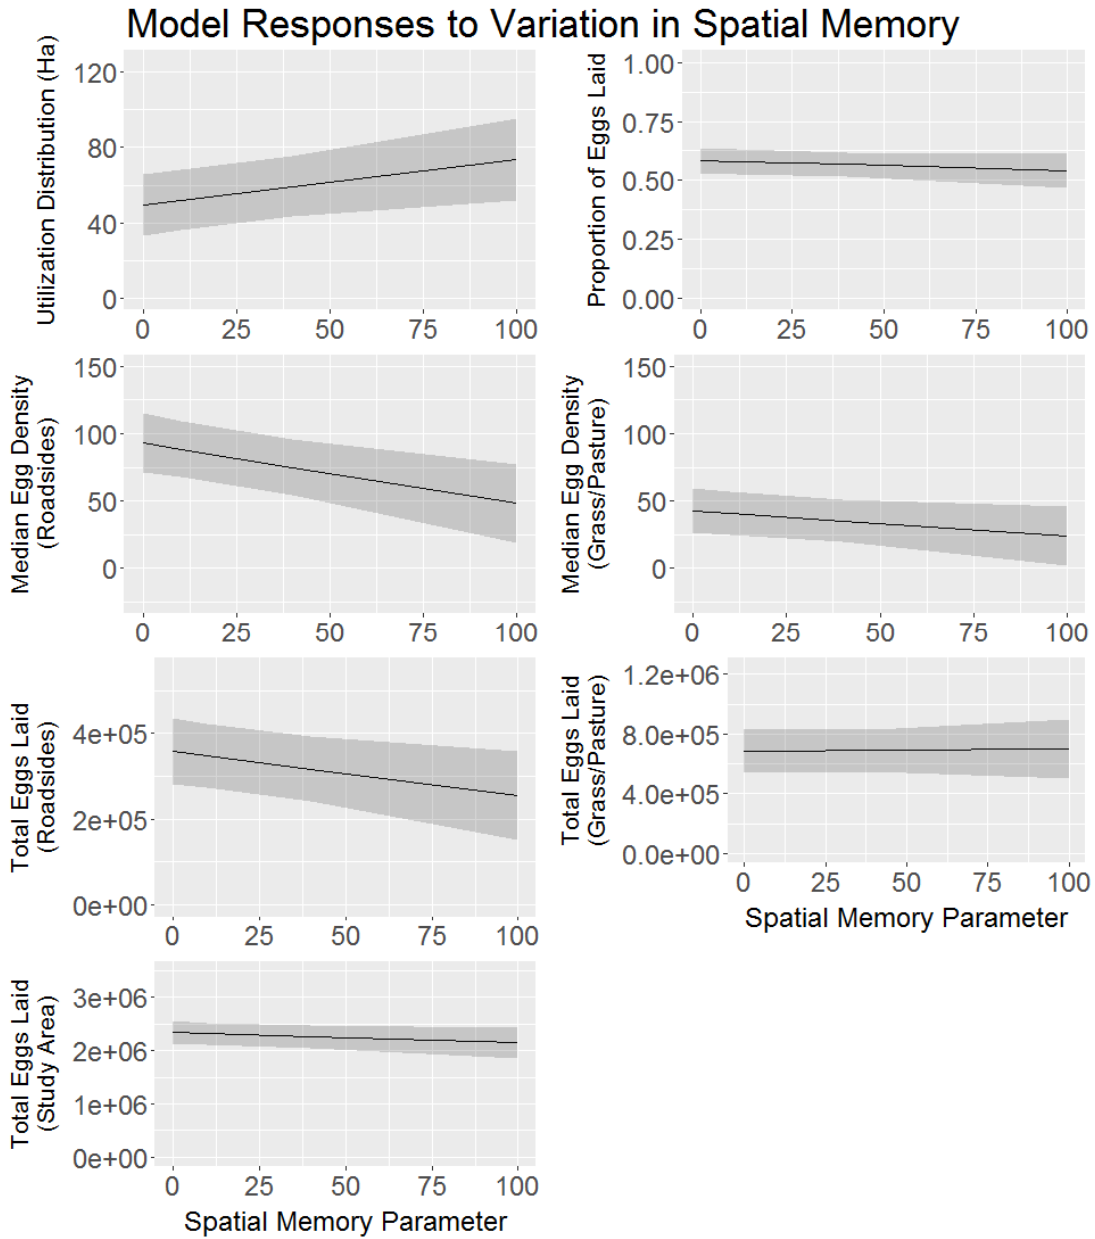 Model Responses to Variation in Spatial Memory
Utilization Distribution (Ha)
120
80
40
0
0 25 50 75 100
Proportion of Eggs Laid
1.00
0.75
0.50
0.25
0.00
0 25 50 75 100
Median Egg Density
(Roadsides)
150
100
50
0
0 25 50 75 100
Median Egg Density
(Grass/Pasture)
150
100
50
0
0 25 50 75 100
Total Eggs Laid
(Roadsides)
4e+05
2e+05
0e+00
0 25 50 75 100
Total Eggs Laid
(Grass/Pasture)
1.2e+06
8.0e+05
4.0e+05
0.0e+00
0 25 50 75 100
Spatial Memory Parameter
Total Eggs Laid
(Study Area)
3e+06
2e+06
1e+06
0e+00
0 25 50 75 100
Spatial Memory Parameter